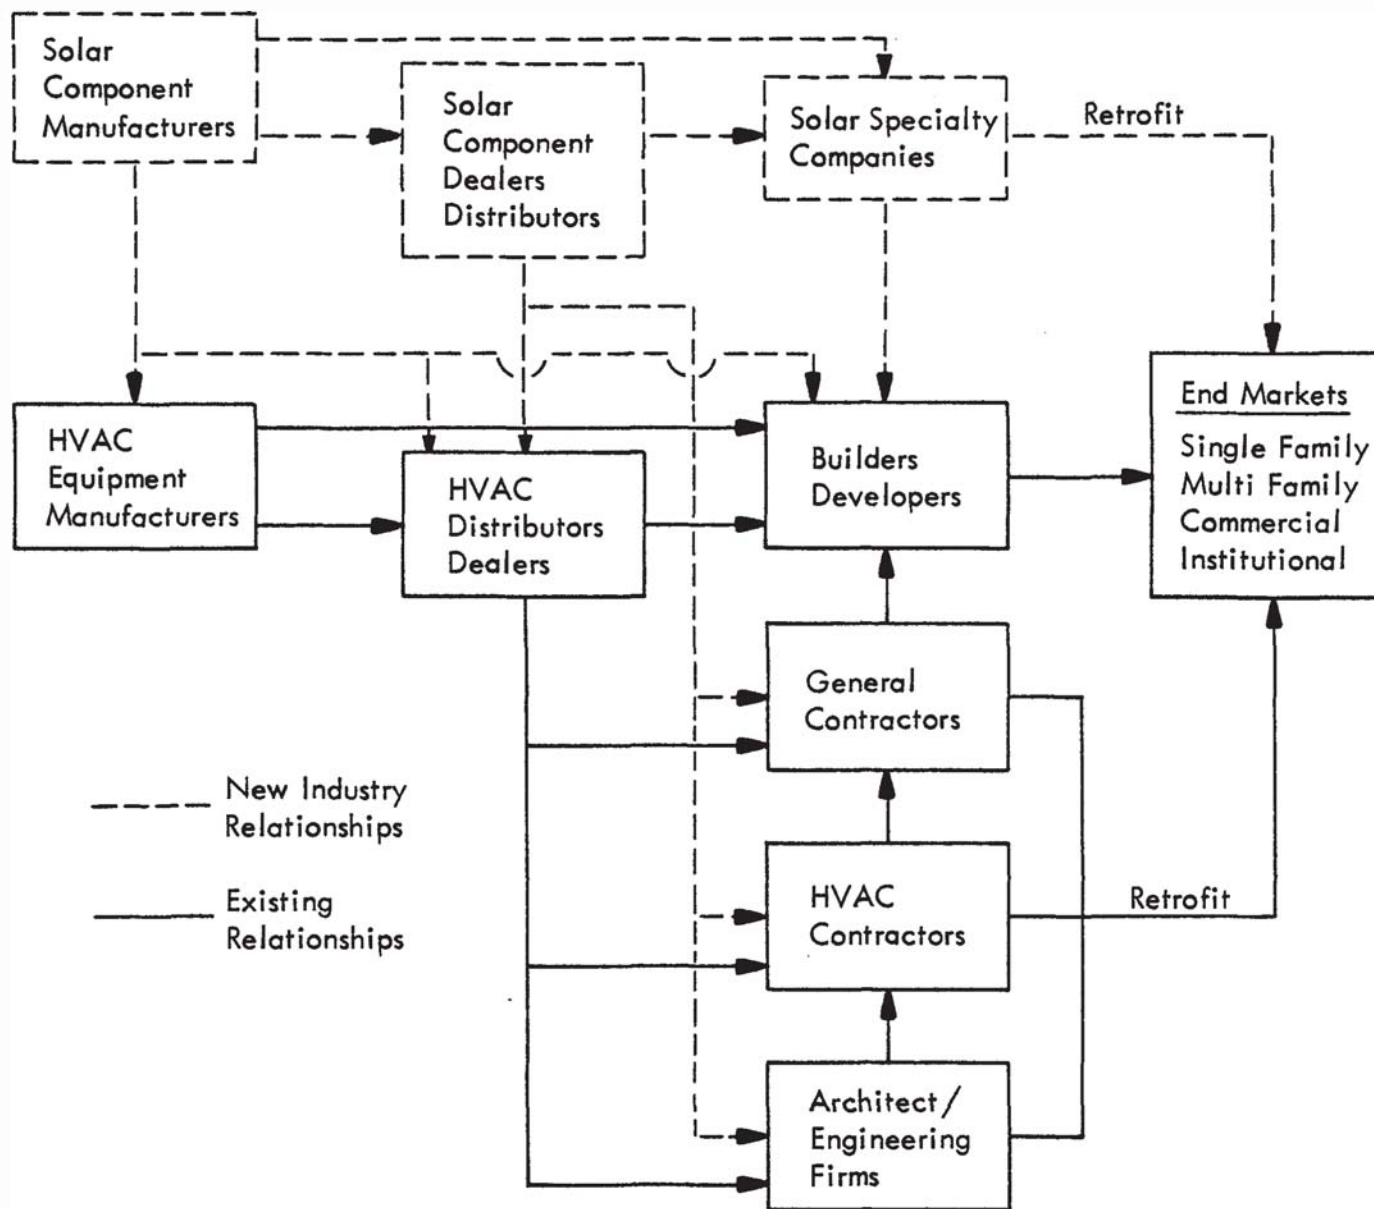 Solar
Component
Manufacturers
Solar
Component
Dealers
Distributors
Solar Specialty
Companies
Retrofit
HVAC
Equipment
Manufacturers
HVAC
Distributors
Dealers
Builders
Developers
End Markets
Single Family
Multi Family
Commercial
Institutional
General
Contractors
New Industry
Relationships
HVAC
Contractors
Retrofit
Existing
Relationships
Architect/
Engineering
Firms